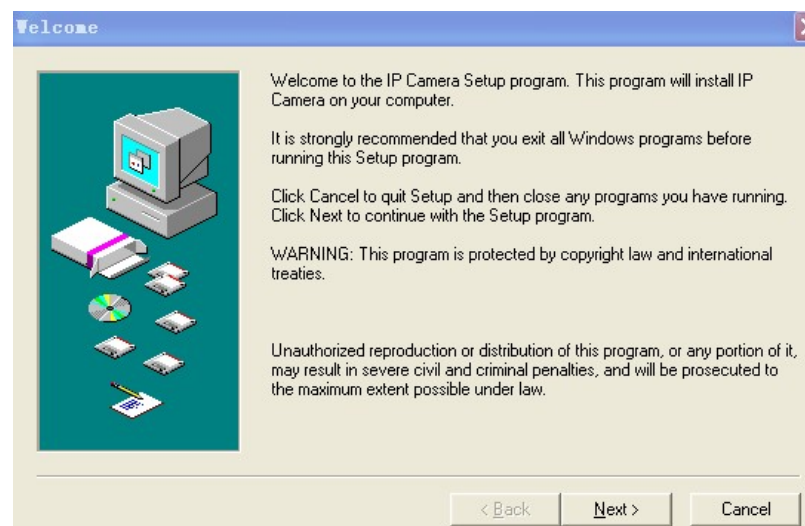 Welcome
Welcome to the IP Camera Setup program. This program will install IP
Camera on your computer.
It is strongly recommended that you exit all Windows programs before
running this Setup program.
Click Cancel to quit Setup and then close any programs you have running.
Click Next to continue with the Setup program.
WARNING: This program is protected by copyright law and international
treaties.
Unauthorized reproduction or distribution of this program, or any portion of it,
may result in severe civil and criminal penalties, and will be prosecuted to
the maximum extent possible under law.
< Back Next > Cancel